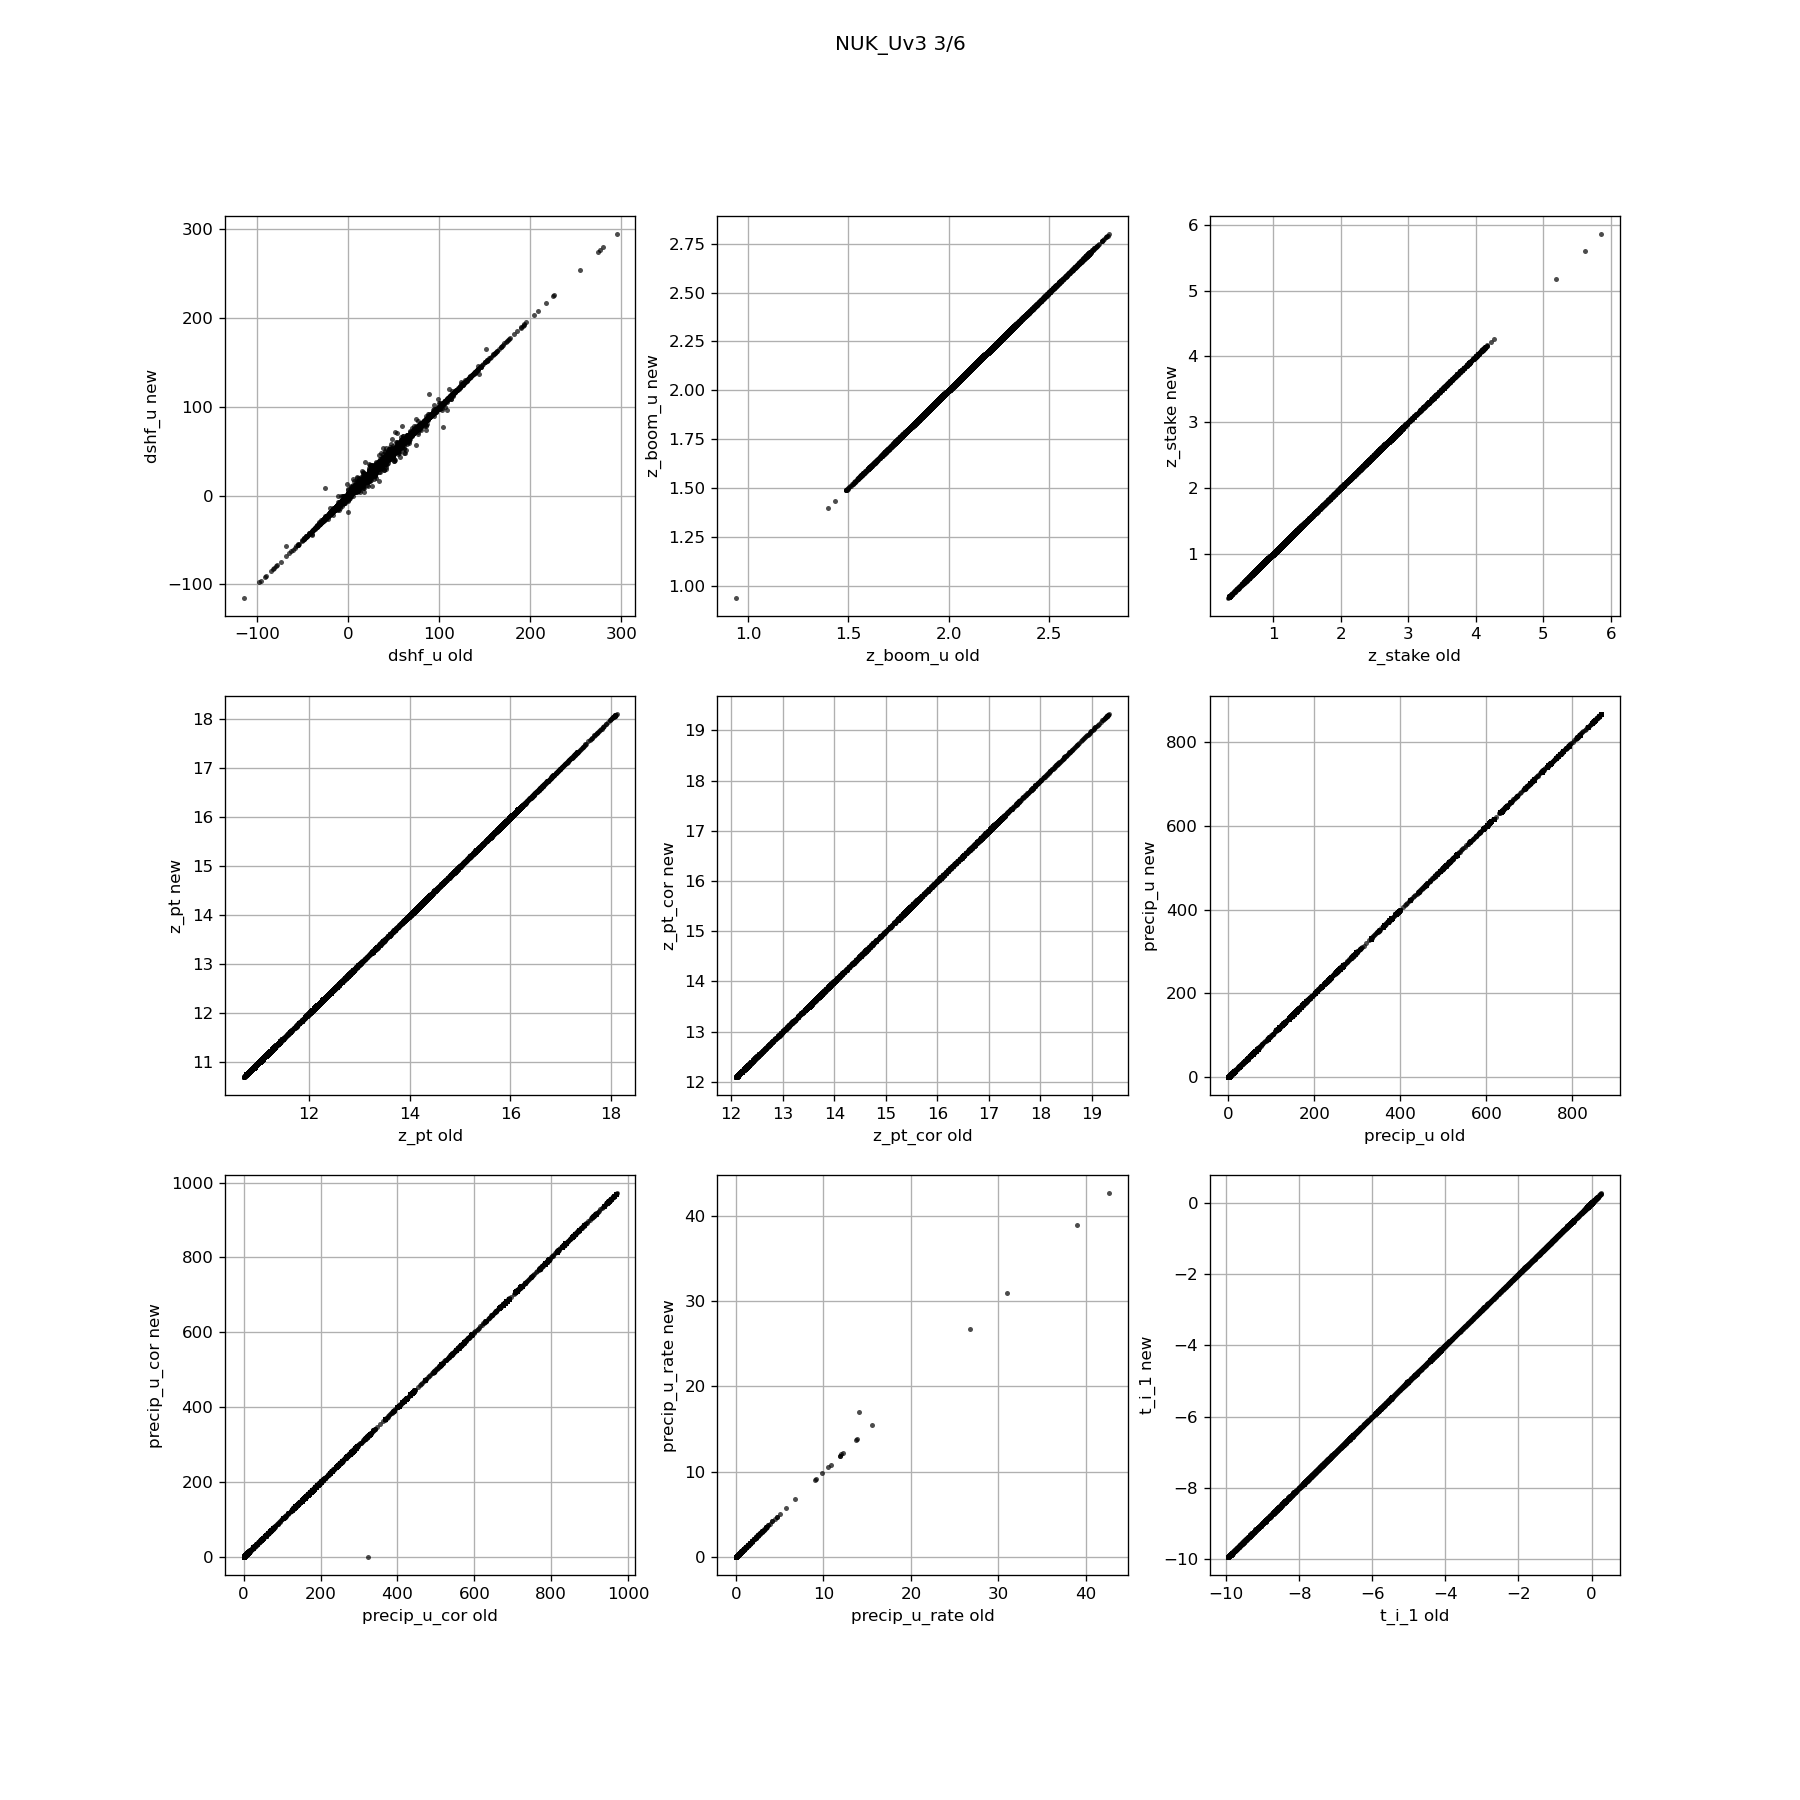 NUK_Uv3 3/6
300
200
100
0
−100
dshf_u new
−100 0 100 200 300
dshf_u old
2.75
2.50
2.25
2.00
1.75
1.50
1.25
1.00
z_boom_u new
1.0 1.5 2.0 2.5
z_boom_u old
6
5
4
3
2
1
z_stake new
1 2 3 4 5 6
z_stake old
18
17
16
15
14
13
12
11
z_pt new
12 14 16 18
z_pt old
19
18
17
16
15
14
13
12
z_pt_cor new
12 13 14 15 16 17 18 19
z_pt_cor old
800
600
400
200
0
precip_u new
0 200 400 600 800
precip_u old
1000
800
600
400
200
0
precip_u_cor new
0 200 400 600 800 1000
precip_u_cor old
40
30
20
10
0
precip_u_rate new
0 10 20 30 40
precip_u_rate old
0
−2
−4
−6
−8
−10
t_i_1 new
−10 −8 −6 −4 −2 0
t_i_1 old